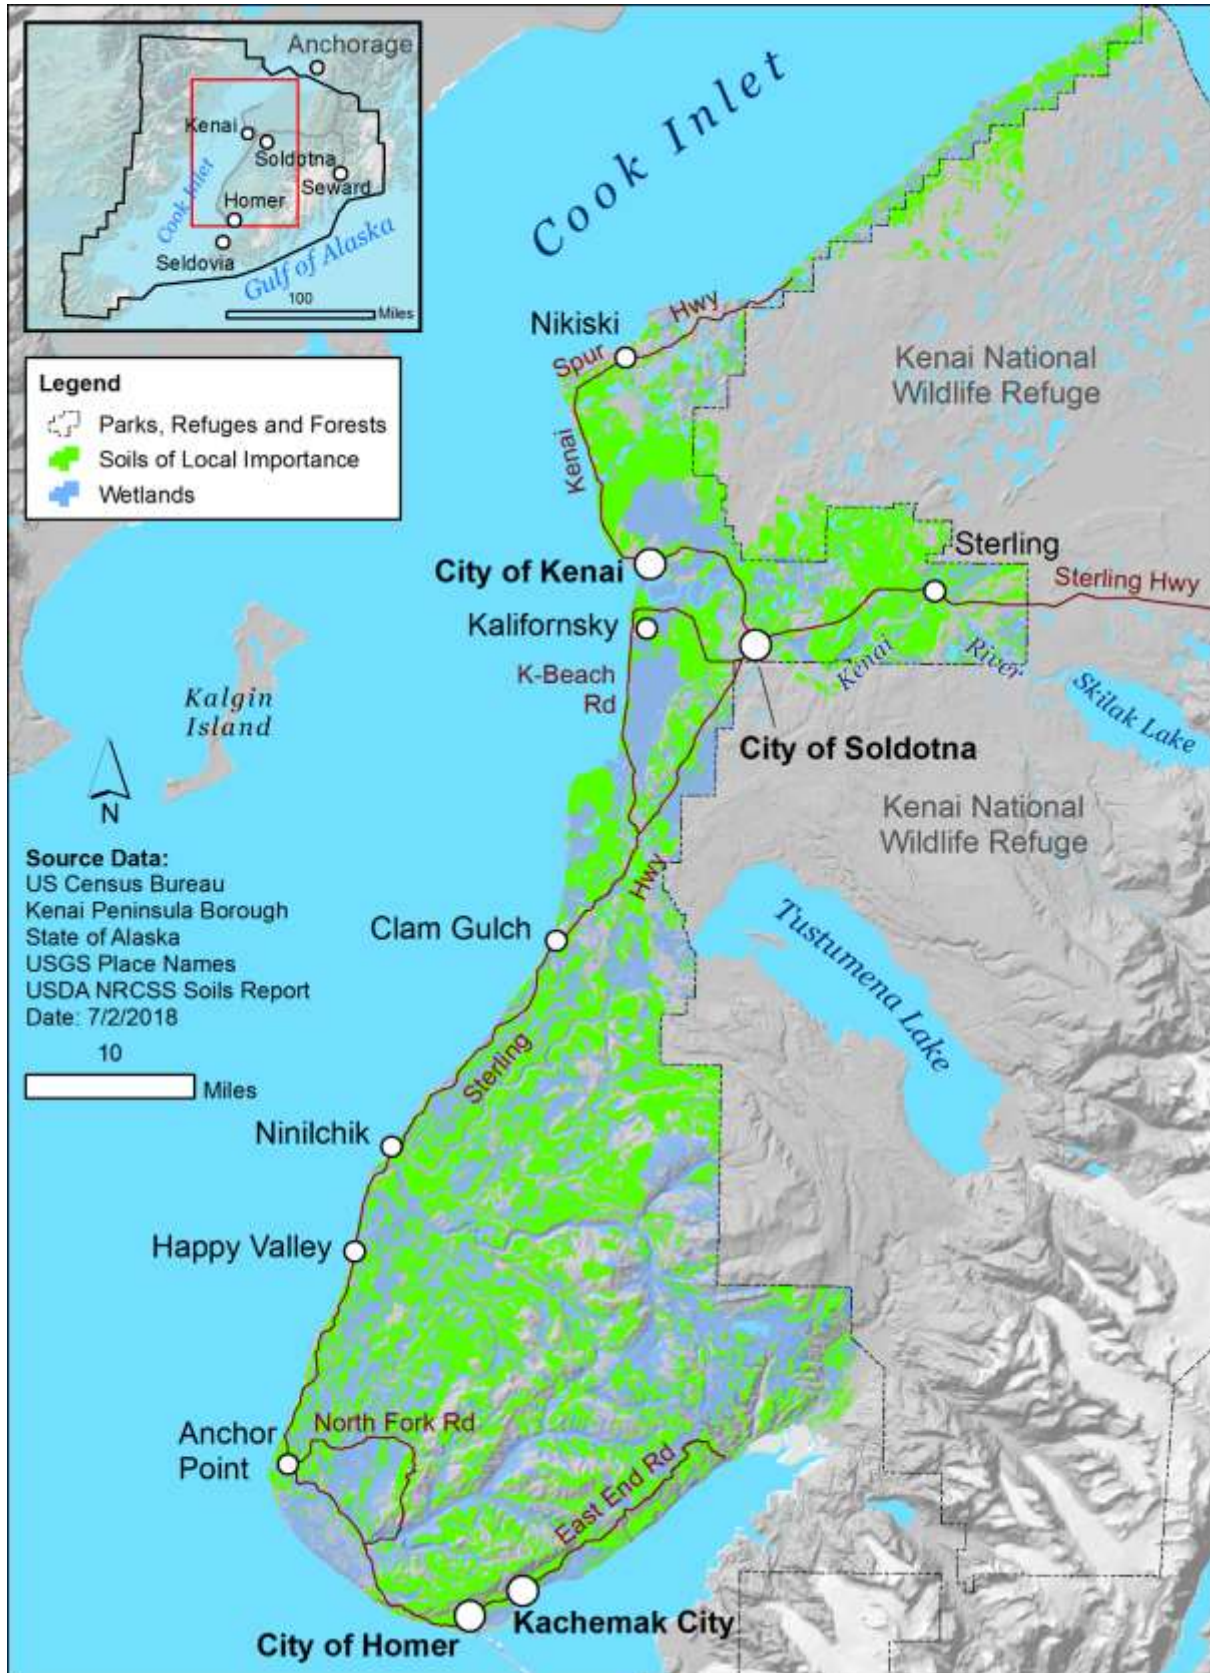 Anchorage
Kenai
Soldotna
Seward
Cook Inlet
Homer
Seldovia
Gulf of Alaska
100
Miles
Legend
Parks, Refuges and Forests
Soils of Local Importance
Wetlands
Cook Inlet
Nikiski
Kenai Spur Hwy
Kenai National
Wildlife Refuge
Sterling
City of Kenai
Sterling Hwy
Kalifornsky
K-Beach
Rd
Kenai River
Skilak Lake
Kalgin
Island
City of Soldotna
N
Kenai National
Wildlife Refuge
Source Data:
US Census Bureau
Kenai Peninsula Borough
State of Alaska
USGS Place Names
USDA NRCSS Soils Report
Date: 7/2/2018
10
Miles
Clam Gulch
Tustumena Lake
Sterling Hwy
Ninilchik
Happy Valley
Anchor
Point
North Fork Rd
East End Rd
Kachemak City
City of Homer